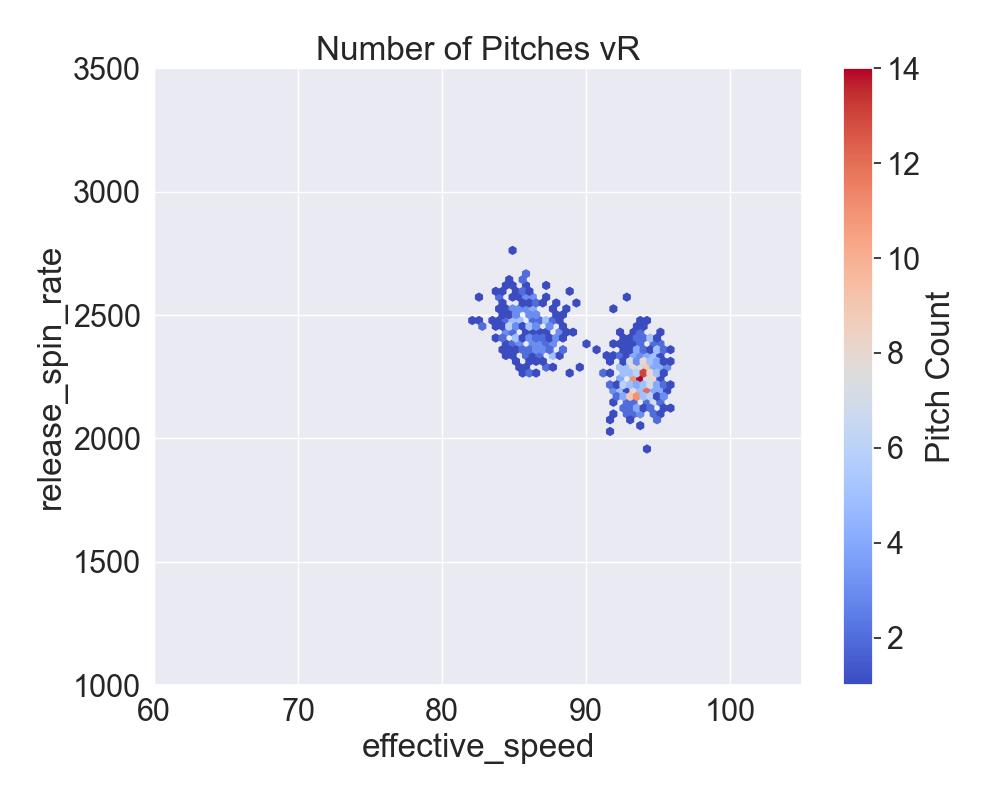 Number of Pitches vR
3500
3000
2500
2000
1500
1000
release_spin_rate
60 70 80 90 100
effective_speed
14
12
10
8
6
4
2
Pitch Count